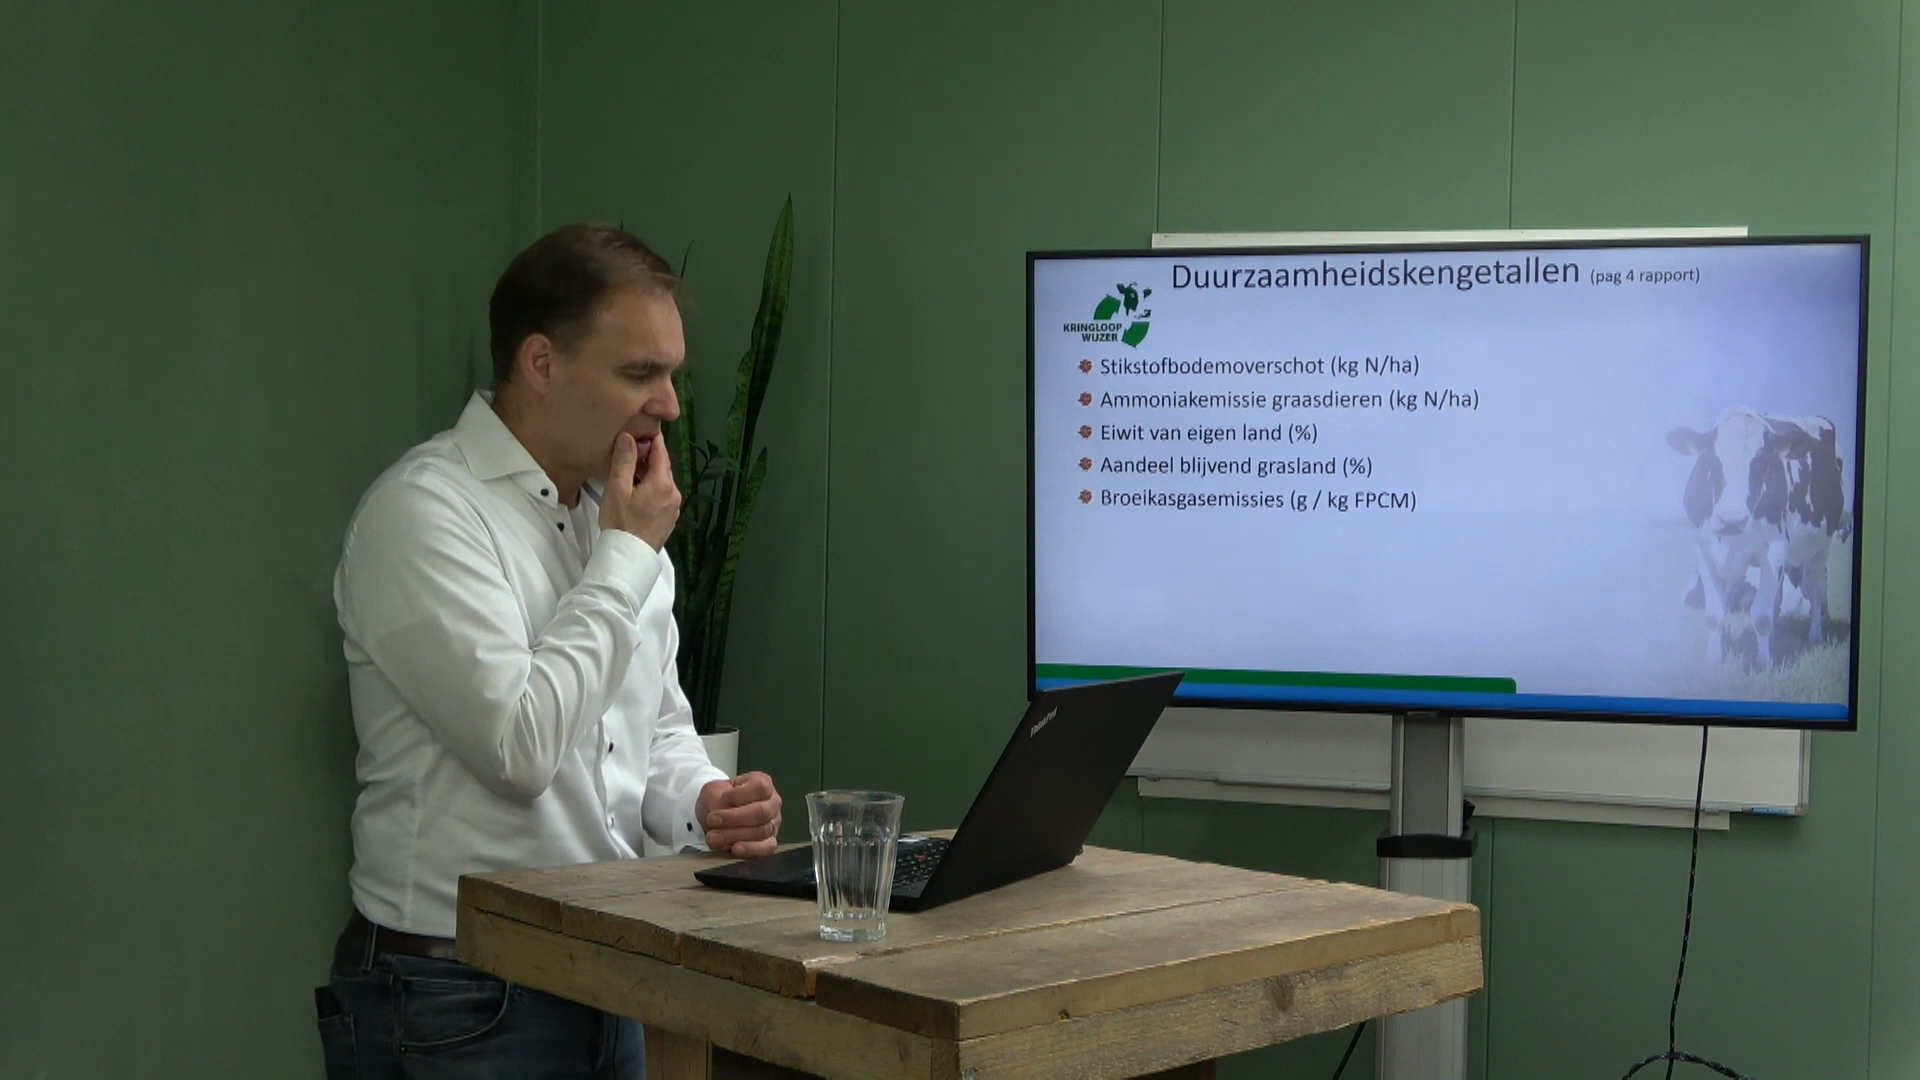 Duurzaamheidskengetallen (pag 4 rapport)
KRINGLOOP
WIJZER
Stikstofbodemoverschot (kg N/ha)
Ammoniakemissie graasdieren (kg N/ha)
Eiwit van eigen land (%)
Aandeel blijvend grasland (%)
Broeikasgasemissies (g / kg FPCM)
ThinkPad